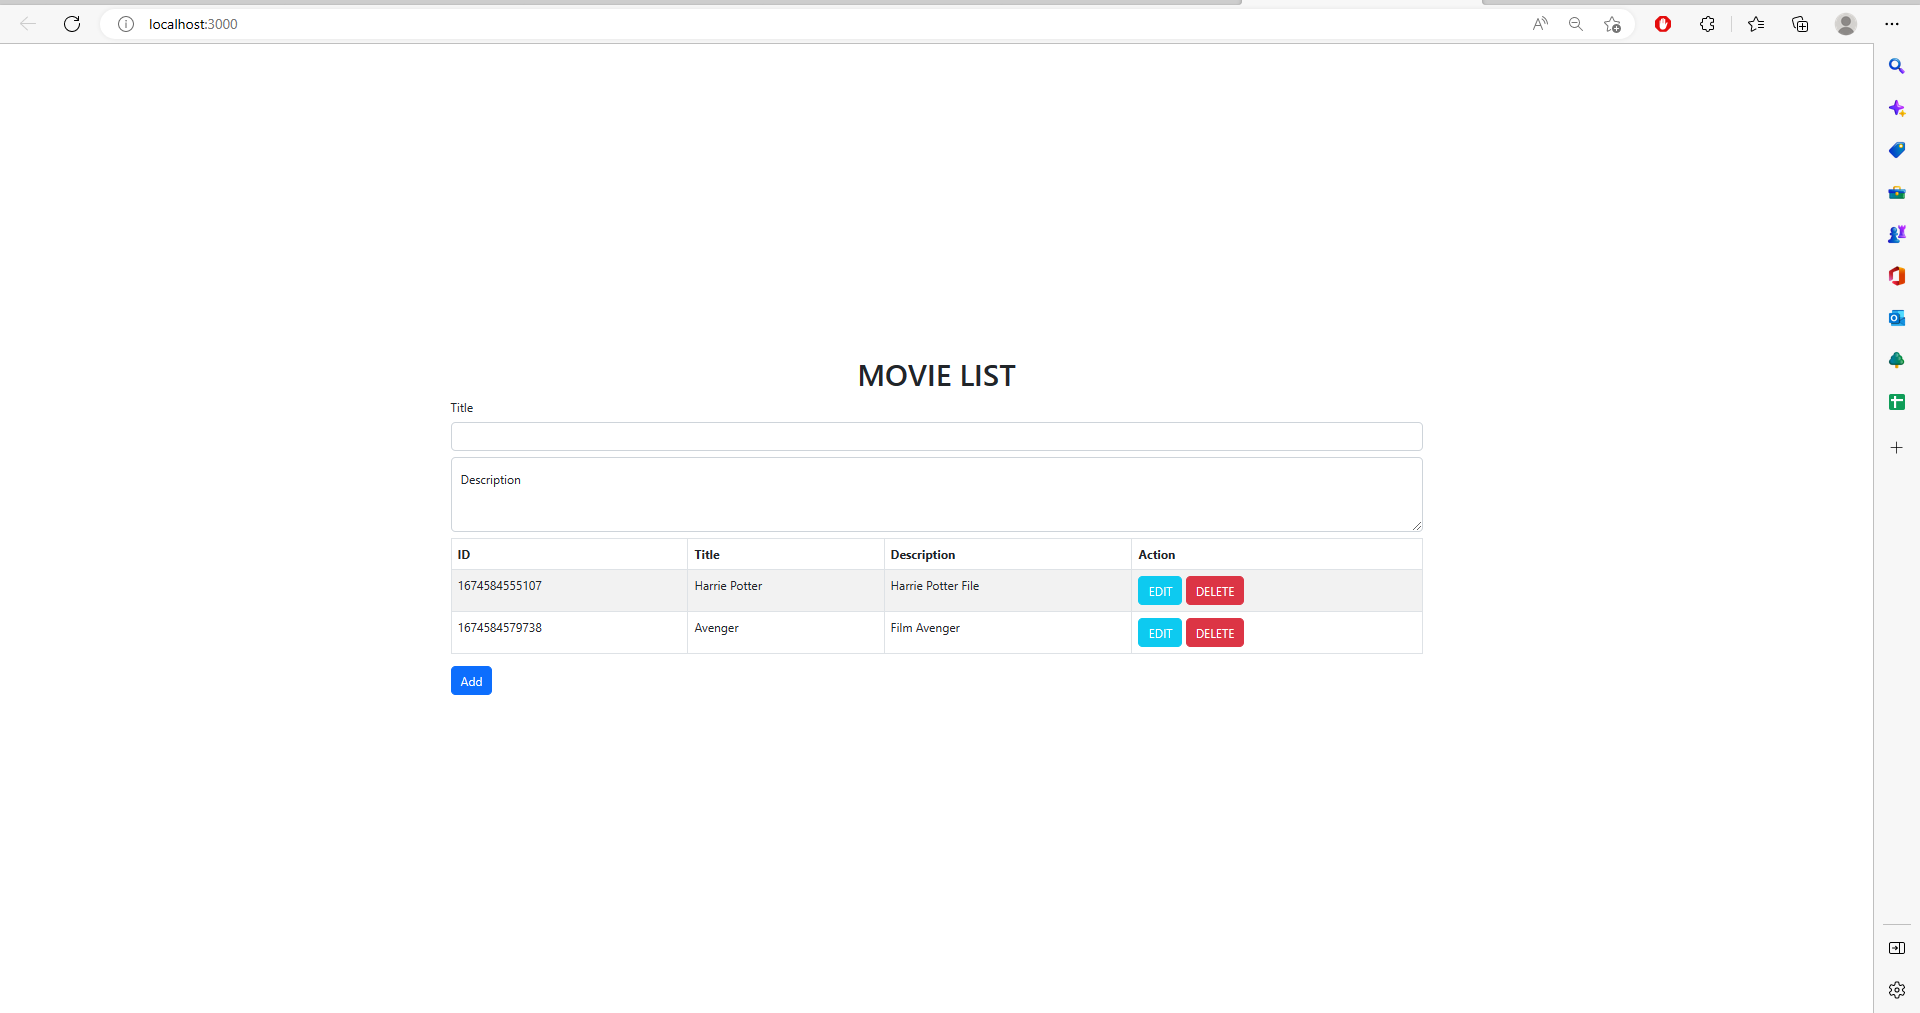 localhost:3000
MOVIE LIST
Title
Description
ID Title Description Action
1674584555107 Harrie Potter Harrie Potter File EDIT DELETE
1674584579738 Avenger Film Avenger EDIT DELETE
Add